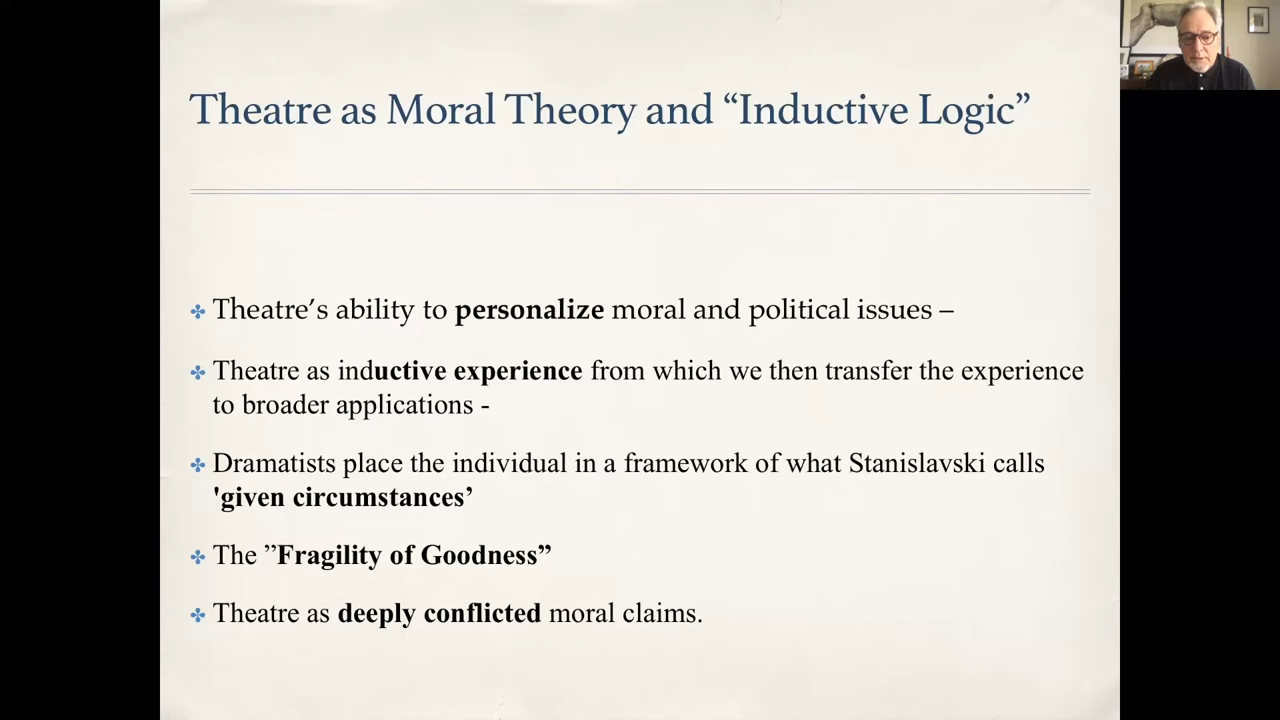 Theatre as Moral Theory and “Inductive Logic”
Theatre’s ability to personalize moral and political issues –
Theatre as inductive experience from which we then transfer the experience
to broader applications -
Dramatists place the individual in a framework of what Stanislavski calls
'given circumstances’
The ”Fragility of Goodness”
Theatre as deeply conflicted moral claims.